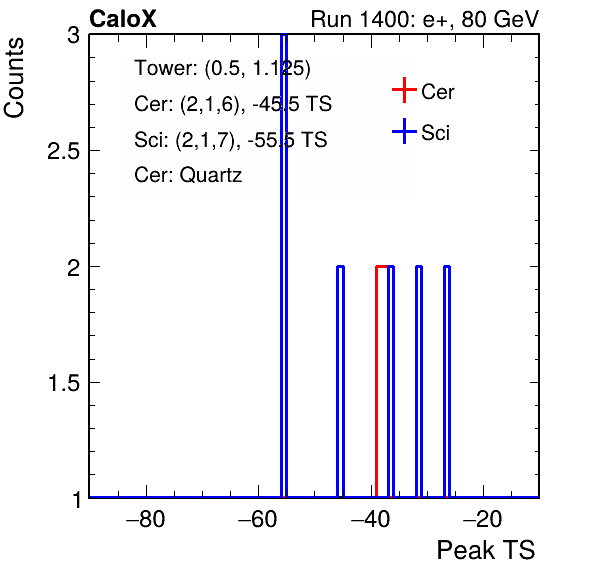 CaloX Run 1400: e+, 80 GeV
Counts
3
2.5
2
1.5
1
Tower: (0.5, 1.125)
Cer: (2,1,6), -45.5 TS
Sci: (2,1,7), -55.5 TS
Cer: Quartz
Cer
Sci
−80 −60 −40 −20
Peak TS